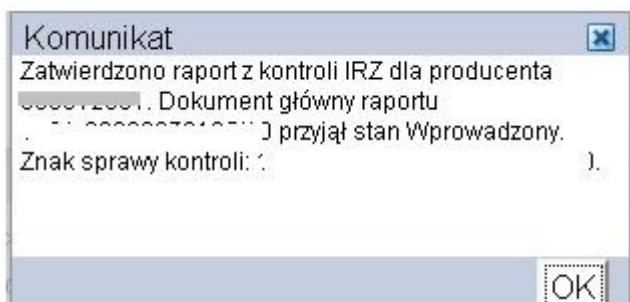 Komunikat
Zatwierdzono raport z kontroli IRZ dla producenta
. Dokument główny raportu
przyjął stan Wprowadzony.
Znak sprawy kontroli: ).
OK